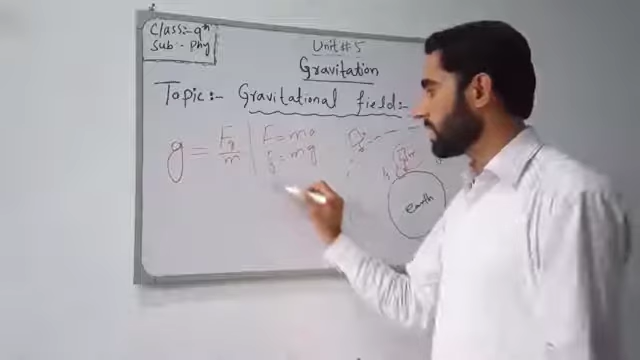 Class:- 9th
Sub :- Phy
Unit # 5
Gravitation
Topic:- Gravitational field:-
g = Fg/m
F = ma
F = mg
m
Earth